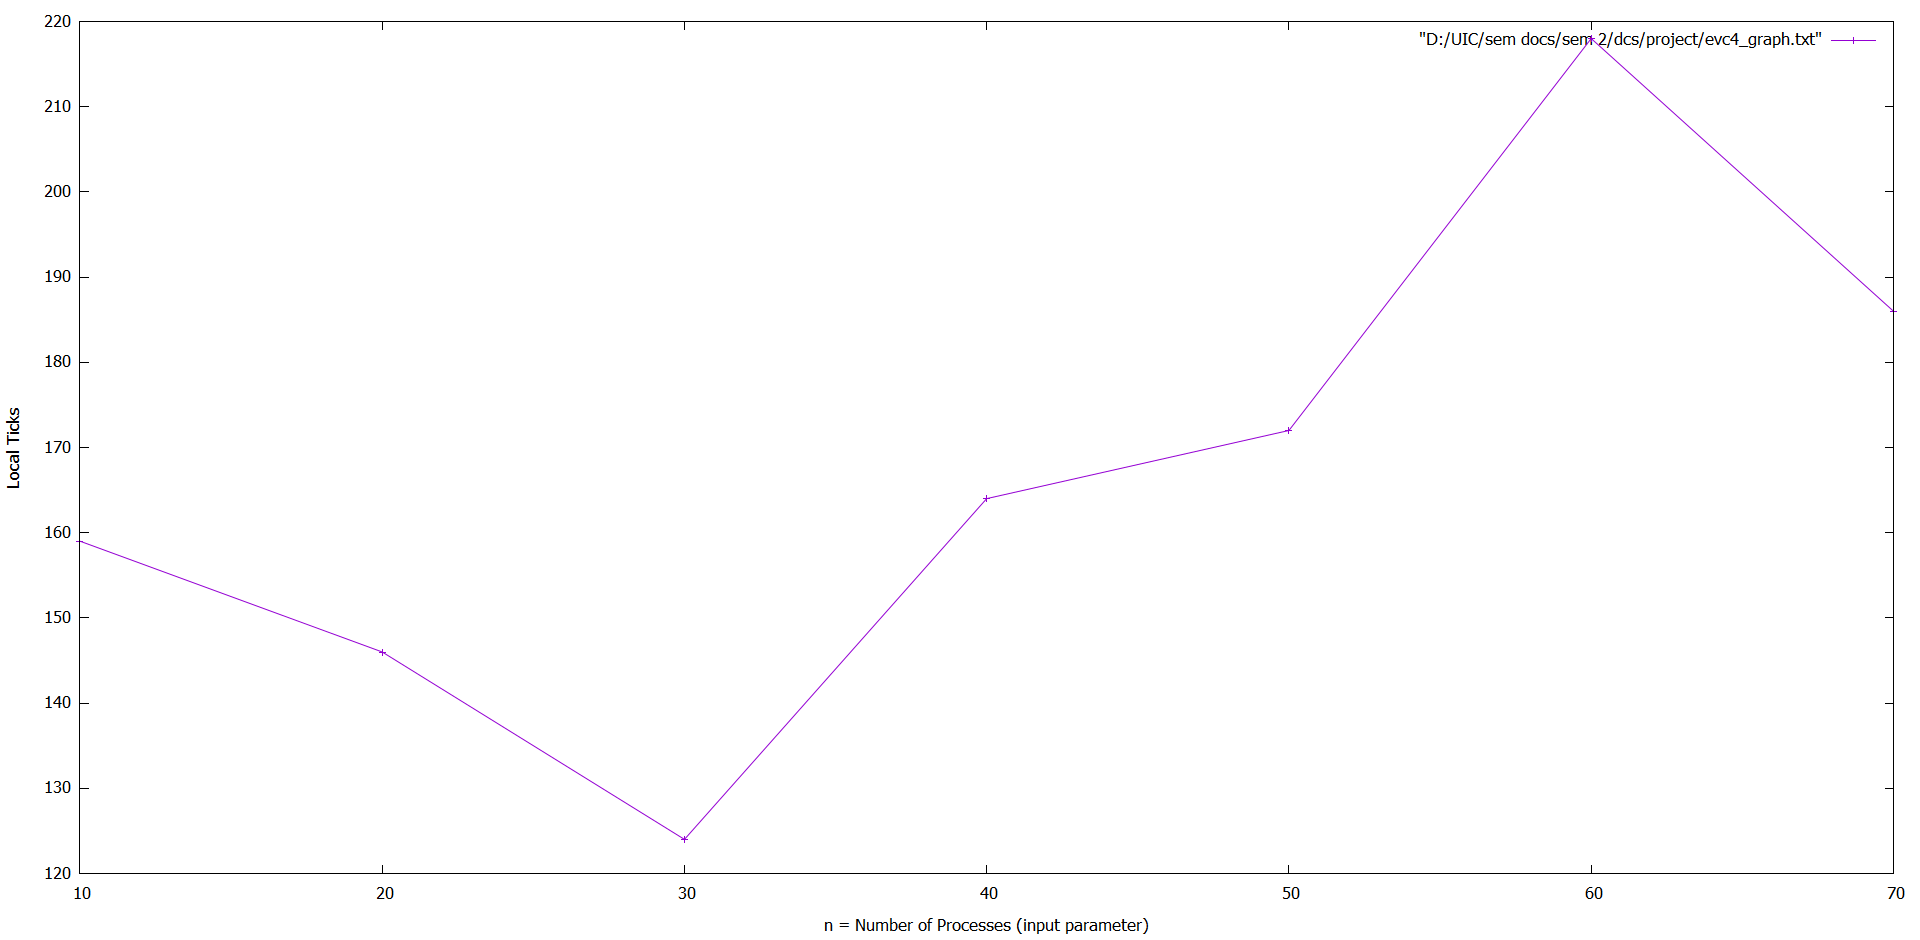 220
"D:/UIC/sem docs/sem 2/dcs/project/evc4_graph.txt"
210
200
190
180
170
Local Ticks
160
150
140
130
120
10 20 30 40 50 60 70
n = Number of Processes (input parameter)